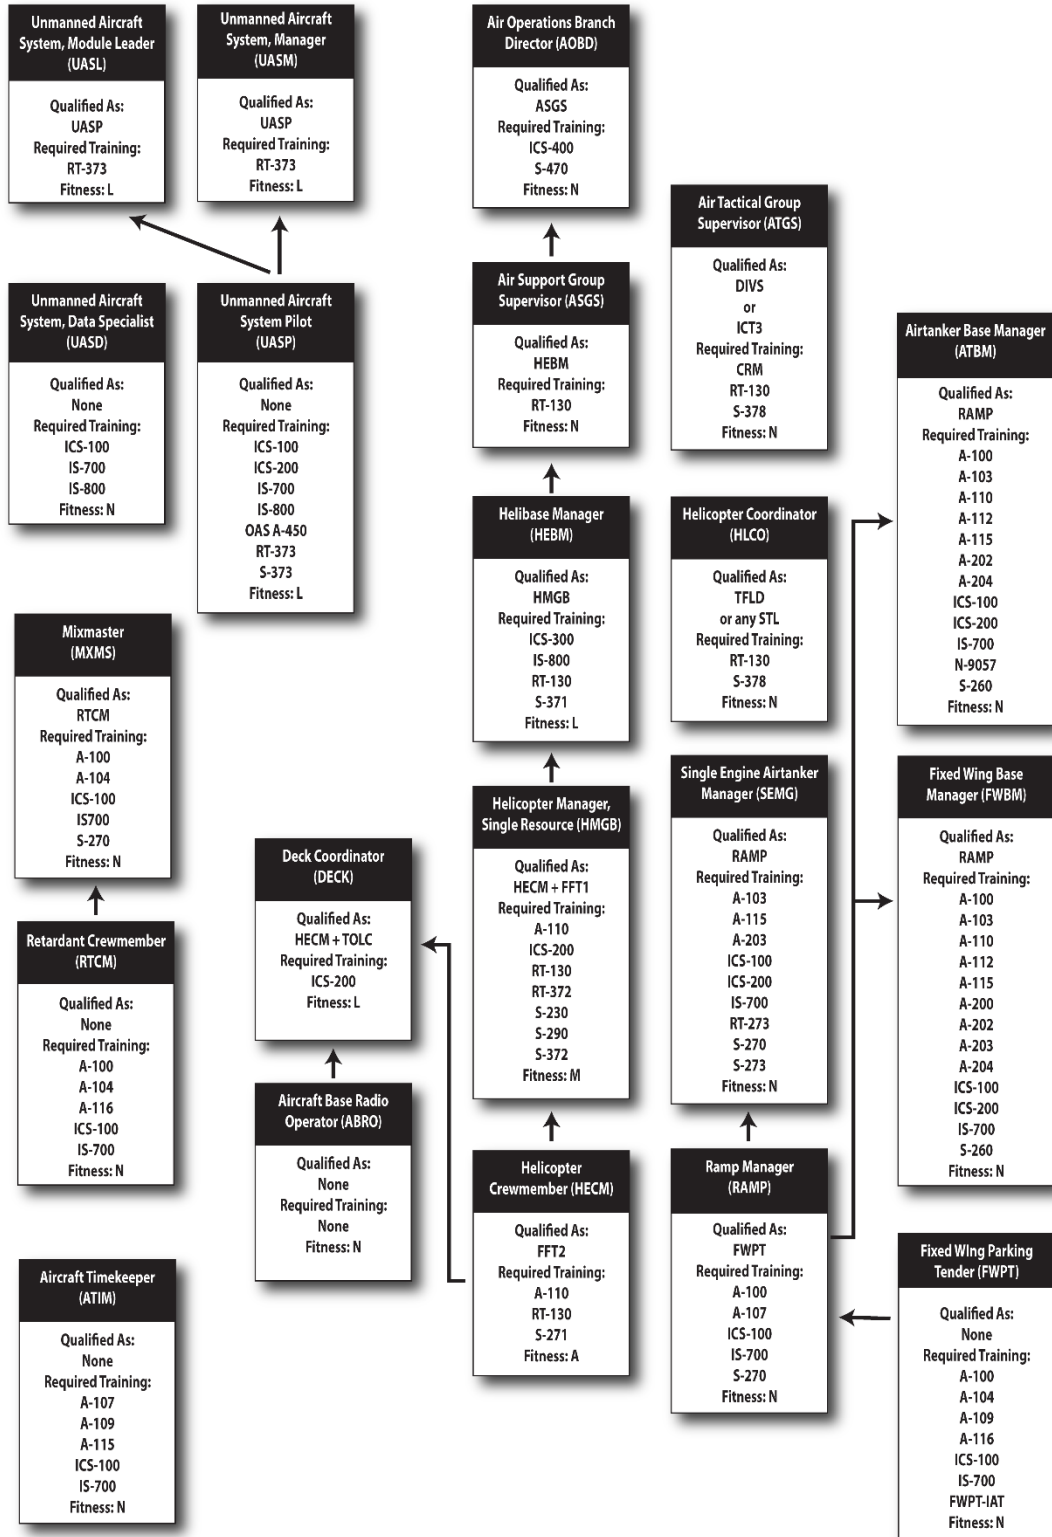 Unmanned Aircraft
System, Module Leader
(UASL)
Qualified As:
UASP
Required Training:
RT-373
Fitness: L
Unmanned Aircraft
System, Manager
(UASM)
Qualified As:
UASP
Required Training:
RT-373
Fitness: L
Air Operations Branch
Director (AOBD)
Qualified As:
ASGS
Required Training:
ICS-400
S-470
Fitness: N
Air Tactical Group
Supervisor (ATGS)
Qualified As:
DIVS
or
ICT3
Required Training:
CRM
RT-130
S-378
Fitness: N
Unmanned Aircraft
System, Data Specialist
(UASD)
Qualified As:
None
Required Training:
ICS-100
IS-700
IS-800
Fitness: N
Unmanned Aircraft
System Pilot
(UASP)
Qualified As:
None
Required Training:
ICS-100
ICS-200
IS-700
IS-800
OAS A-450
RT-373
S-373
Fitness: L
Air Support Group
Supervisor (ASGS)
Qualified As:
HEBM
Required Training:
RT-130
Fitness: N
Airtanker Base Manager
(ATBM)
Qualified As:
RAMP
Required Training:
A-100
A-103
A-110
A-112
A-115
A-202
A-204
ICS-100
ICS-200
IS-700
N-9057
S-260
Fitness: N
Helibase Manager
(HEBM)
Qualified As:
HMGB
Required Training:
ICS-300
IS-800
RT-130
S-371
Fitness: L
Helicopter Coordinator
(HLCO)
Qualified As:
TFLD
or any STL
Required Training:
RT-130
S-378
Fitness: N
Mixmaster
(MXMS)
Qualified As:
RTCM
Required Training:
A-100
A-104
ICS-100
IS700
S-270
Fitness: N
Deck Coordinator
(DECK)
Qualified As:
HECM + TOLC
Required Training:
ICS-200
Fitness: L
Helicopter Manager,
Single Resource (HMGB)
Qualified As:
HECM + FFT1
Required Training:
A-110
ICS-200
RT-130
RT-372
S-230
S-290
S-372
Fitness: M
Single Engine Airtanker
Manager (SEMG)
Qualified As:
RAMP
Required Training:
A-103
A-115
A-203
ICS-100
ICS-200
IS-700
RT-273
S-270
S-273
Fitness: N
Fixed Wing Base
Manager (FWBM)
Qualified As:
RAMP
Required Training:
A-100
A-103
A-110
A-112
A-115
A-200
A-202
A-203
A-204
ICS-100
ICS-200
IS-700
S-260
Fitness: N
Retardant Crewmember
(RTCM)
Qualified As:
None
Required Training:
A-100
A-104
A-116
ICS-100
IS-700
Fitness: N
Aircraft Base Radio
Operator (ABRO)
Qualified As:
None
Required Training:
None
Fitness: N
Helicopter
Crewmember (HECM)
Qualified As:
FFT2
Required Training:
A-110
RT-130
S-271
Fitness: A
Ramp Manager
(RAMP)
Qualified As:
FWPT
Required Training:
A-100
A-107
ICS-100
IS-700
S-270
Fitness: N
Fixed WIng Parking
Tender (FWPT)
Qualified As:
None
Required Training:
A-100
A-104
A-109
A-116
ICS-100
IS-700
FWPT-IAT
Fitness: N
Aircraft Timekeeper
(ATIM)
Qualified As:
None
Required Training:
A-107
A-109
A-115
ICS-100
IS-700
Fitness: N